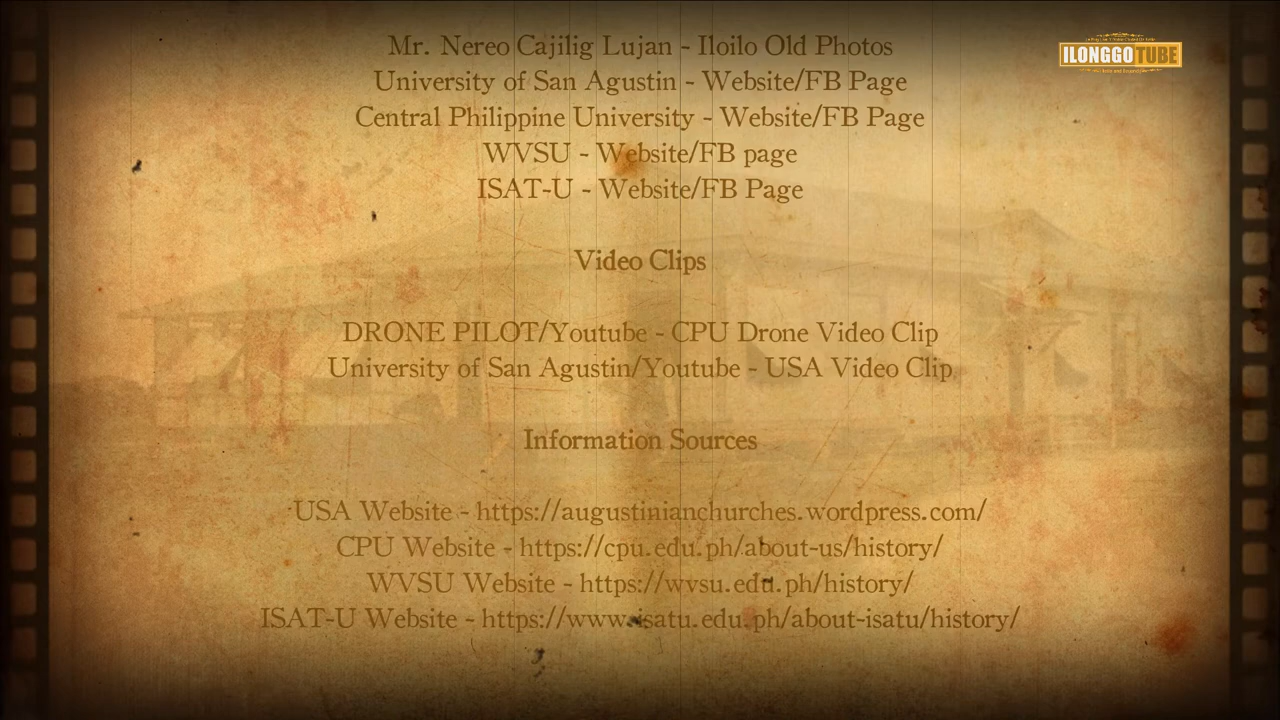 Mr. Nereo Cajilig Lujan - Iloilo Old Photos
ILONGGOTUBE
University of San Agustin - Website/FB Page
Central Philippine University - Website/FB Page
WVSU - Website/FB page
ISAT-U - Website/FB Page
Video Clips
DRONE PILOT/Youtube - CPU Drone Video Clip
University of San Agustin/Youtube - USA Video Clip
Information Sources
USA Website - https://augustinianchurches.wordpress.com/
CPU Website - https://cpu.edu.ph/about-us/history/
WVSU Website - https://wvsu.edu.ph/history/
ISAT-U Website - https://www.isatu.edu.ph/about-isatu/history/